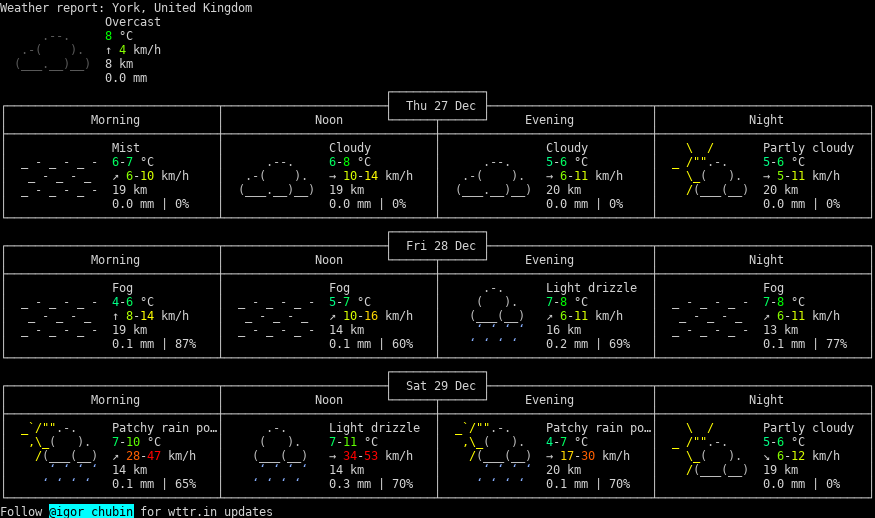 Weather report: York, United Kingdom
Overcast
8 °C
↑ 4 km/h
8 km
0.0 mm
Thu 27 Dec
Morning Noon Evening Night
Mist Cloudy Cloudy Partly cloudy
6-7 °C 6-8 °C 5-6 °C 5-6 °C
↗ 6-10 km/h → 10-14 km/h → 6-11 km/h → 5-11 km/h
19 km 19 km 20 km 20 km
0.0 mm | 0% 0.0 mm | 0% 0.0 mm | 0% 0.0 mm | 0%
Fri 28 Dec
Morning Noon Evening Night
Fog Fog Light drizzle Fog
4-6 °C 5-7 °C 7-8 °C 7-8 °C
↑ 8-14 km/h ↗ 10-16 km/h ↗ 6-11 km/h ↗ 6-11 km/h
19 km 14 km 16 km 13 km
0.1 mm | 87% 0.1 mm | 60% 0.2 mm | 69% 0.1 mm | 77%
Sat 29 Dec
Morning Noon Evening Night
Patchy rain po… Light drizzle Patchy rain po… Partly cloudy
7-10 °C 7-11 °C 4-7 °C 5-6 °C
↗ 28-47 km/h → 34-53 km/h → 17-30 km/h ↘ 6-12 km/h
14 km 14 km 20 km 19 km
0.1 mm | 65% 0.3 mm | 70% 0.1 mm | 70% 0.0 mm | 0%
Follow @igor_chubin for wttr.in updates